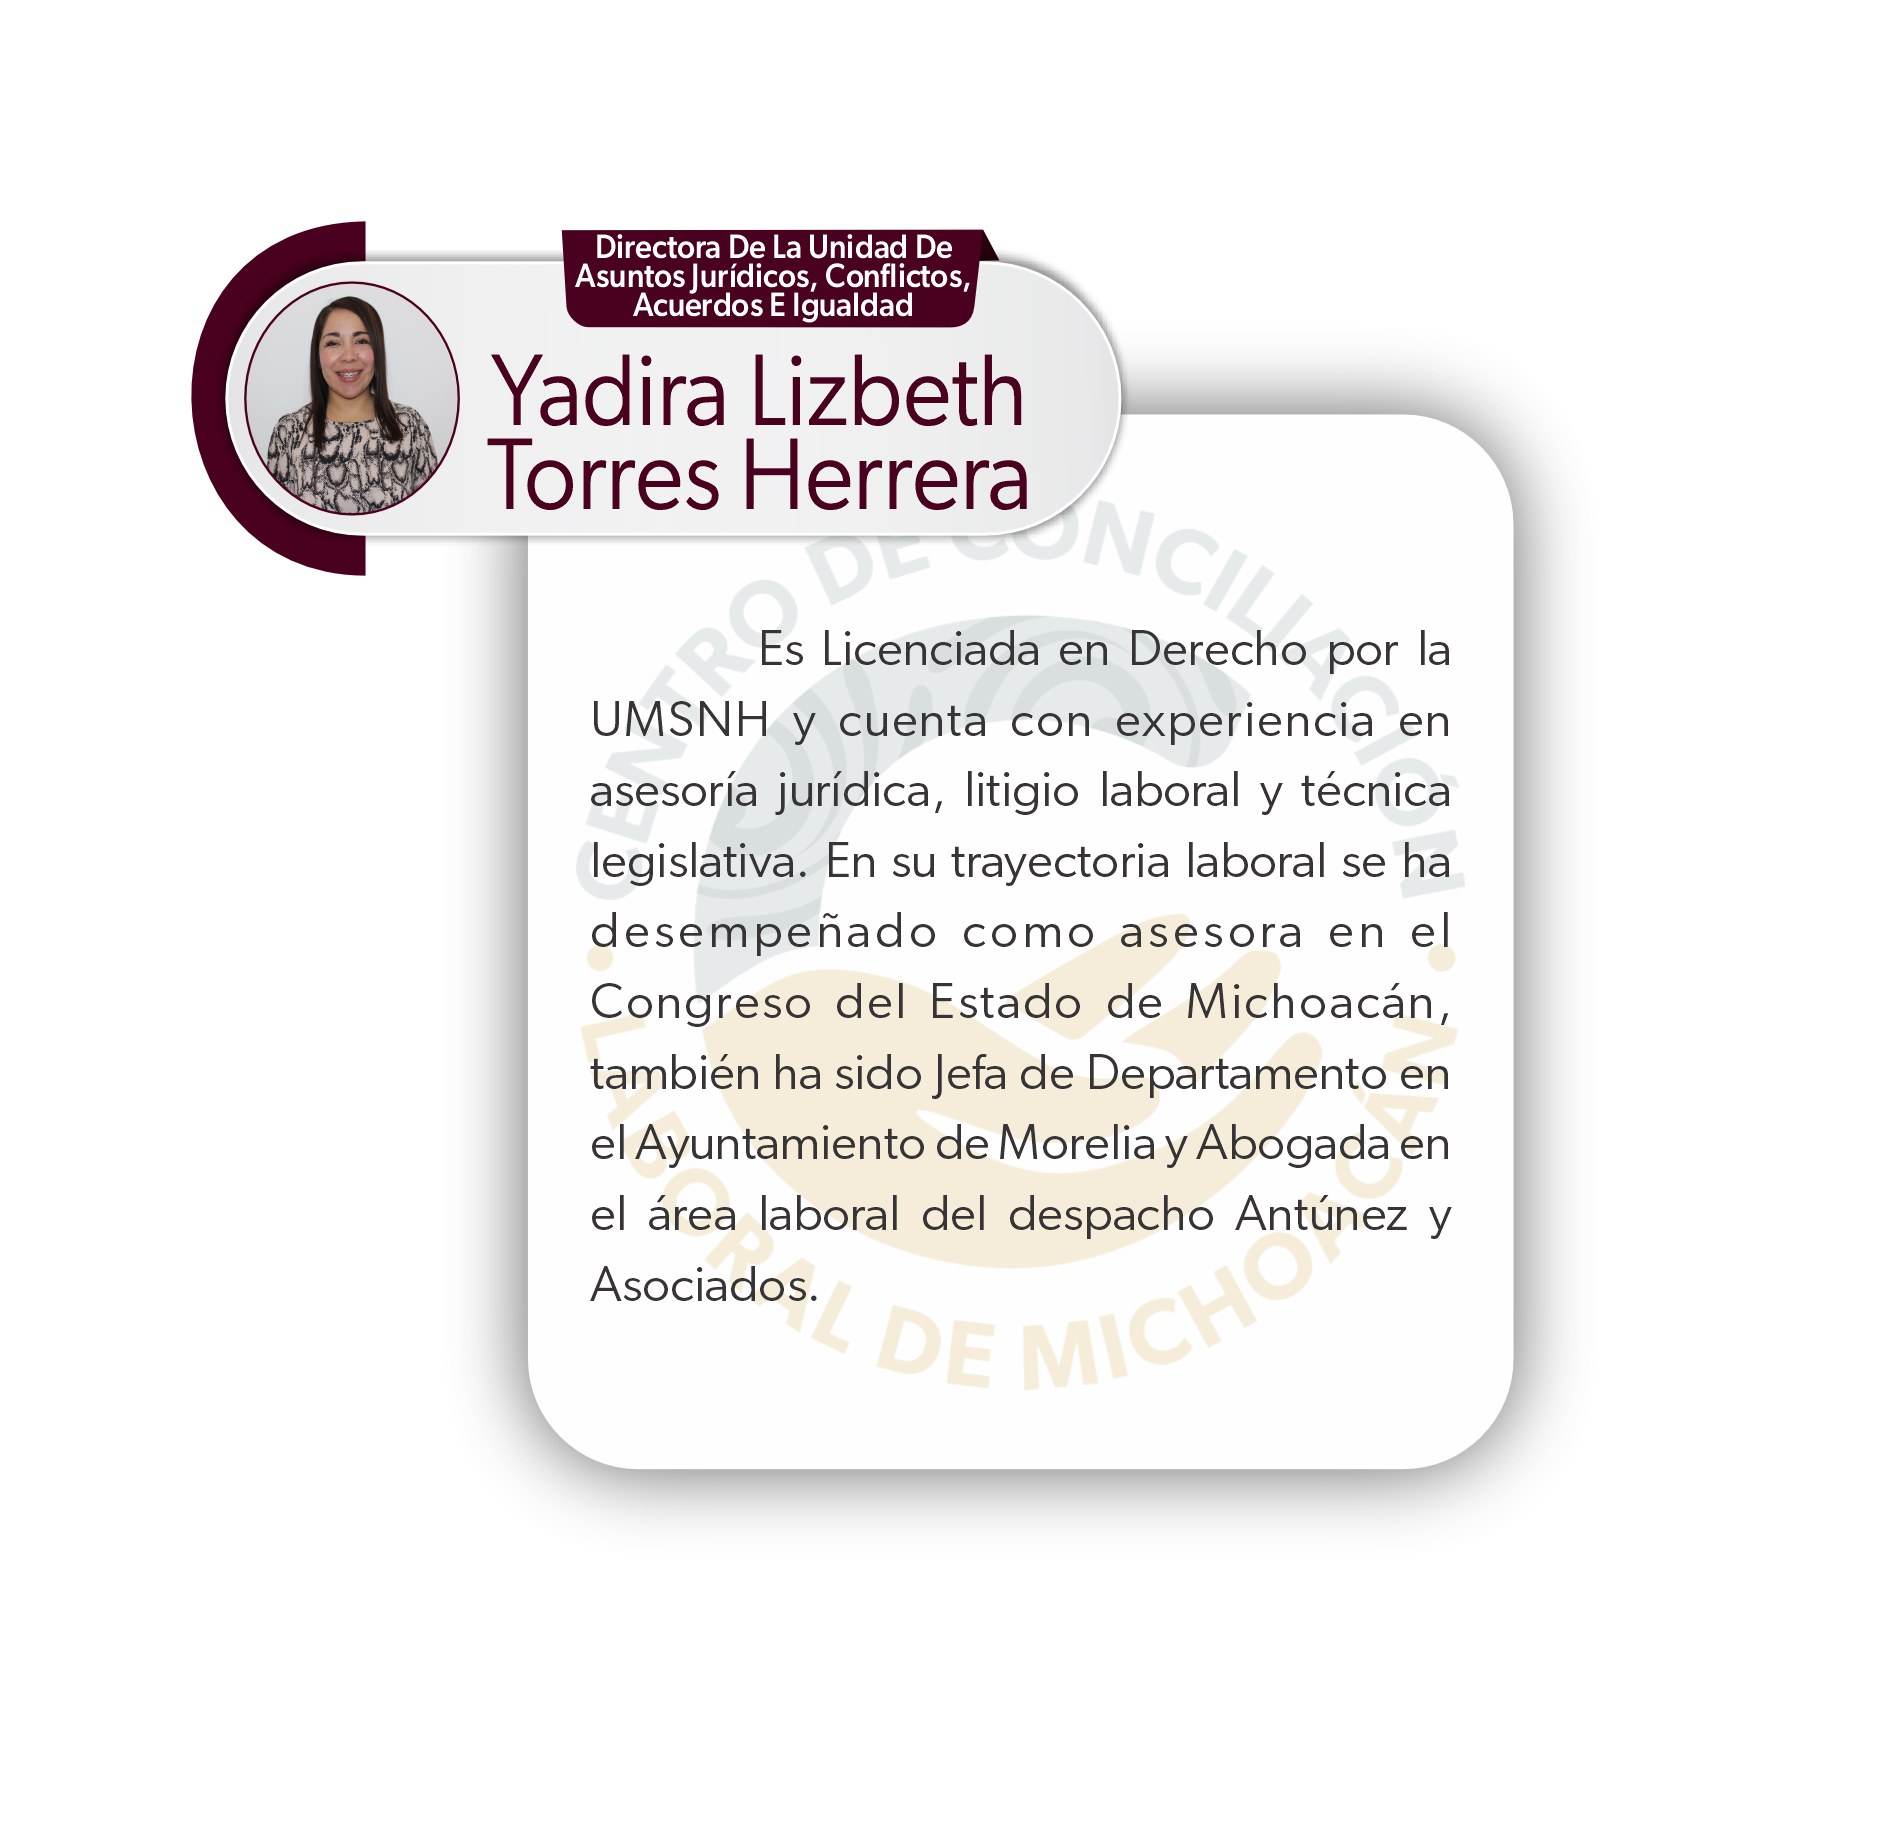 Directora De La Unidad De
Asuntos Jurídicos, Conflictos,
Acuerdos E Igualdad
Yadira Lizbeth
Torres Herrera
CENTRO DE CONCILIACIÓN
Es Licenciada en Derecho por la
UMSNH y cuenta con experiencia en
asesoría jurídica, litigio laboral y técnica
legislativa. En su trayectoria laboral se ha
desempeñado como asesora en el
Congreso del Estado de Michoacán,
también ha sido Jefa de Departamento en
el Ayuntamiento de Morelia y Abogada en
el área laboral del despacho Antúnez y
Asociados.
• LABORAL DE MICHOACÁN •